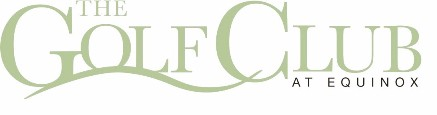 THE
GOLF CLUB
AT EQUINOX